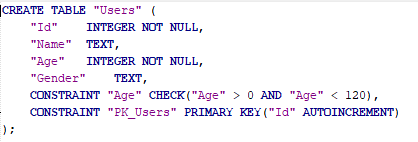 CREATE TABLE "Users" (
"Id" INTEGER NOT NULL,
"Name" TEXT,
"Age" INTEGER NOT NULL,
"Gender" TEXT,
CONSTRAINT "Age" CHECK("Age" > 0 AND "Age" < 120),
CONSTRAINT "PK_Users" PRIMARY KEY("Id" AUTOINCREMENT)
);